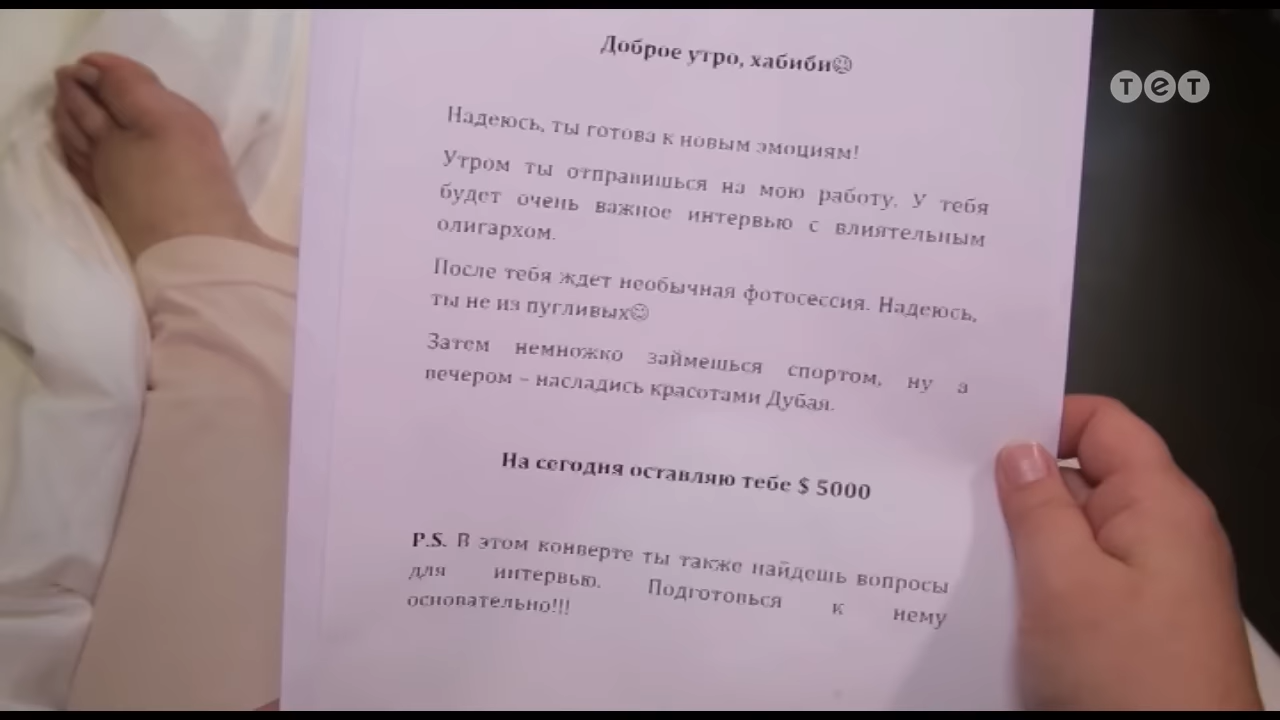 Доброе утро, хабиби☺
тет
Надеюсь, ты готова к новым эмоциям!
Утром ты отправишься на мою работу. У тебя
будет очень важное интервью с влиятельным
олигархом.
После тебя ждет необычная фотосессия. Надеюсь,
ты не из пугливых☺
Затем немножко займешься спортом, ну а
вечером – насладись красотами Дубая.
На сегодня оставляю тебе $ 5000
P.S. В этом конверте ты также найдешь вопросы
для интервью. Подготовься к нему
основательно!!!